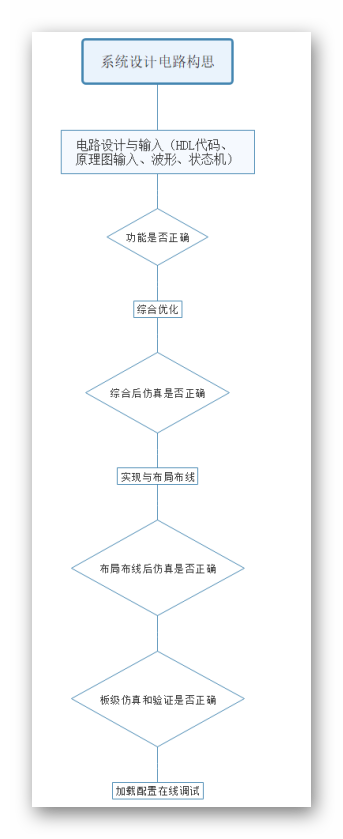 系统设计电路构思
电路设计与输入（HDL代码、
原理图输入、波形、状态机）
功能是否正确
综合优化
综合后仿真是否正确
实现与布局布线
布局布线后仿真是否正确
板级仿真和验证是否正确
加载配置在线调试